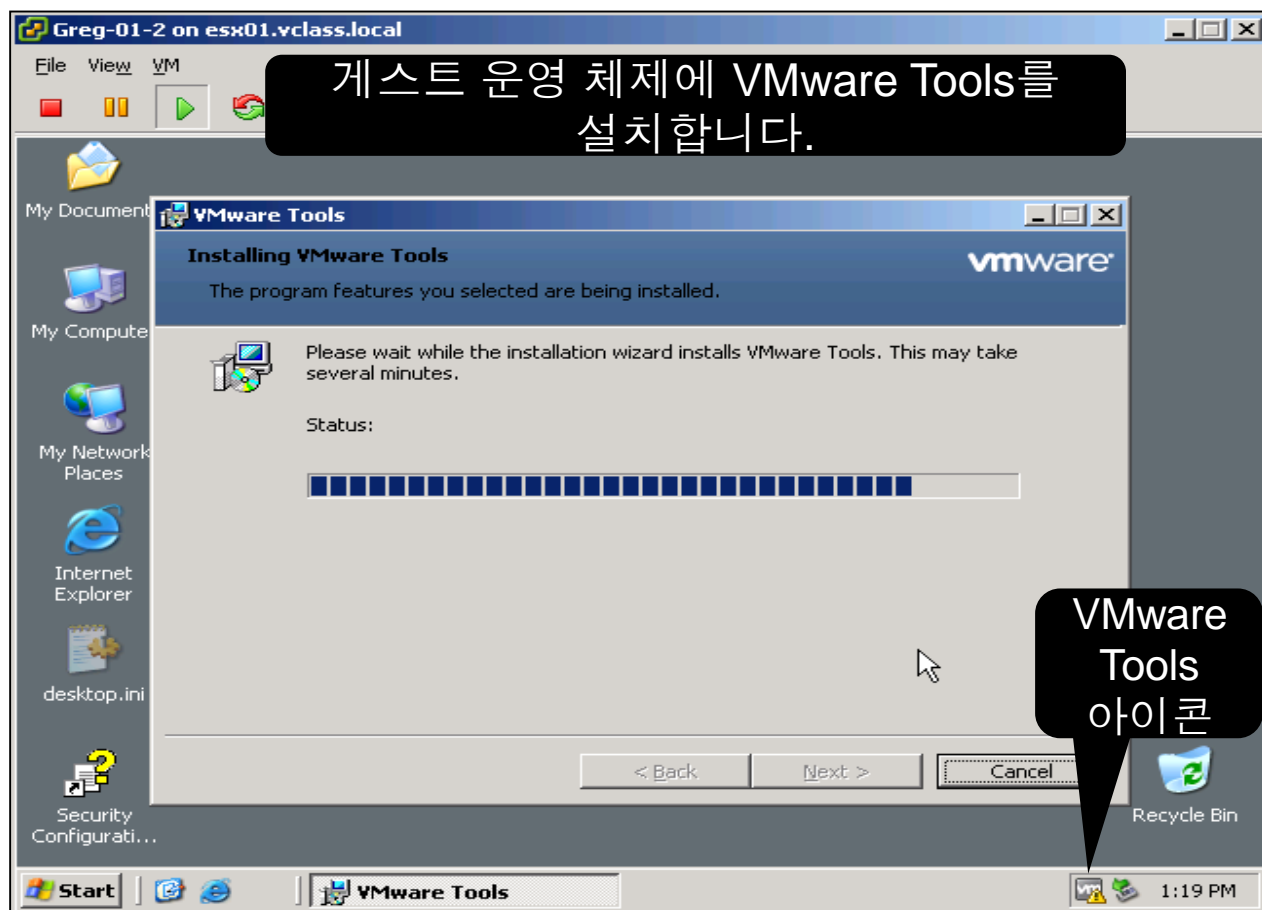 Greg-01-2 on esx01.vclass.local
File View VM
게스트 운영 체제에 VMware Tools를
설치합니다.
My Document
VMware Tools
Installing VMware Tools
vmware
The program features you selected are being installed.
My Compute
Please wait while the installation wizard installs VMware Tools. This may take
several minutes.
Status:
My Network
Places
Internet
Explorer
desktop.ini
VMware
Tools
아이콘
< Back
Next >
Cancel
Security
Configurati...
Recycle Bin
Start
VMware Tools
1:19 PM